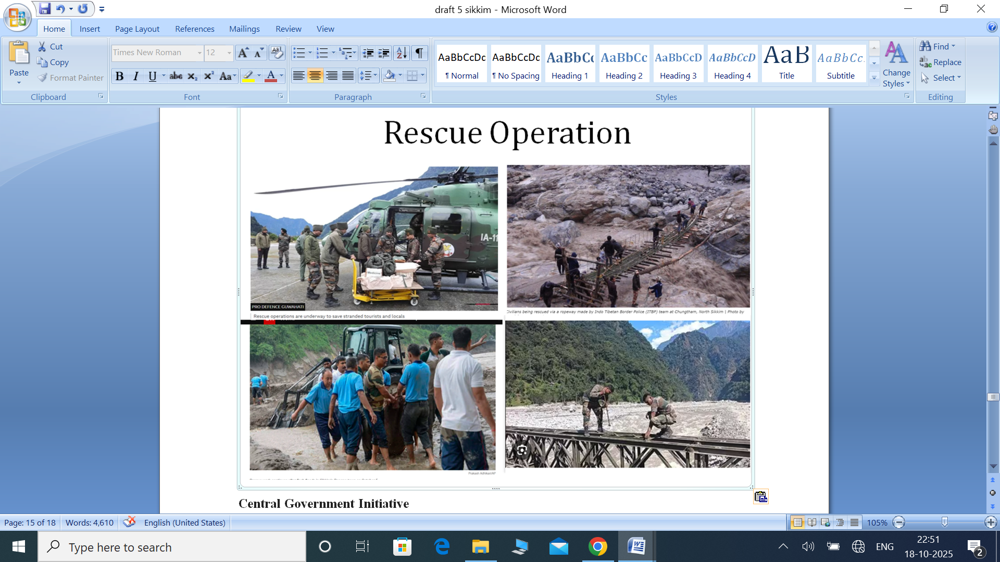 draft 5 sikkim - Microsoft Word
Home Insert Page Layout References Mailings Review View
Paste
Cut
Copy
Format Painter
Clipboard
Times New Roman 12
B I U abc x₂ x² Aa A
Font
Paragraph
AaBbCcDc AaBbCcDc AaBbCc AaBbCc AaBbCcD AaBbCcD AaB AaBbCc.
¶ Normal ¶ No Spacing Heading 1 Heading 2 Heading 3 Heading 4 Title Subtitle
Styles
Change
Styles
Find
Replace
Select
Editing
Rescue Operation
IA-11
Medicine
PRO DEFENCE GUWAHATI
Rescue operations are underway to save stranded tourists and locals
Civilians being rescued via a ropeway made by Indo Tibetan Border Police (ITBP) team at Chungtham, North Sikkim | Photo by
Prakash Adhikari/AP
Central Government Initiative
Page: 15 of 18 Words: 4,610 English (United States) 105%
Type here to search
ENG
22:51
18-10-2025
2